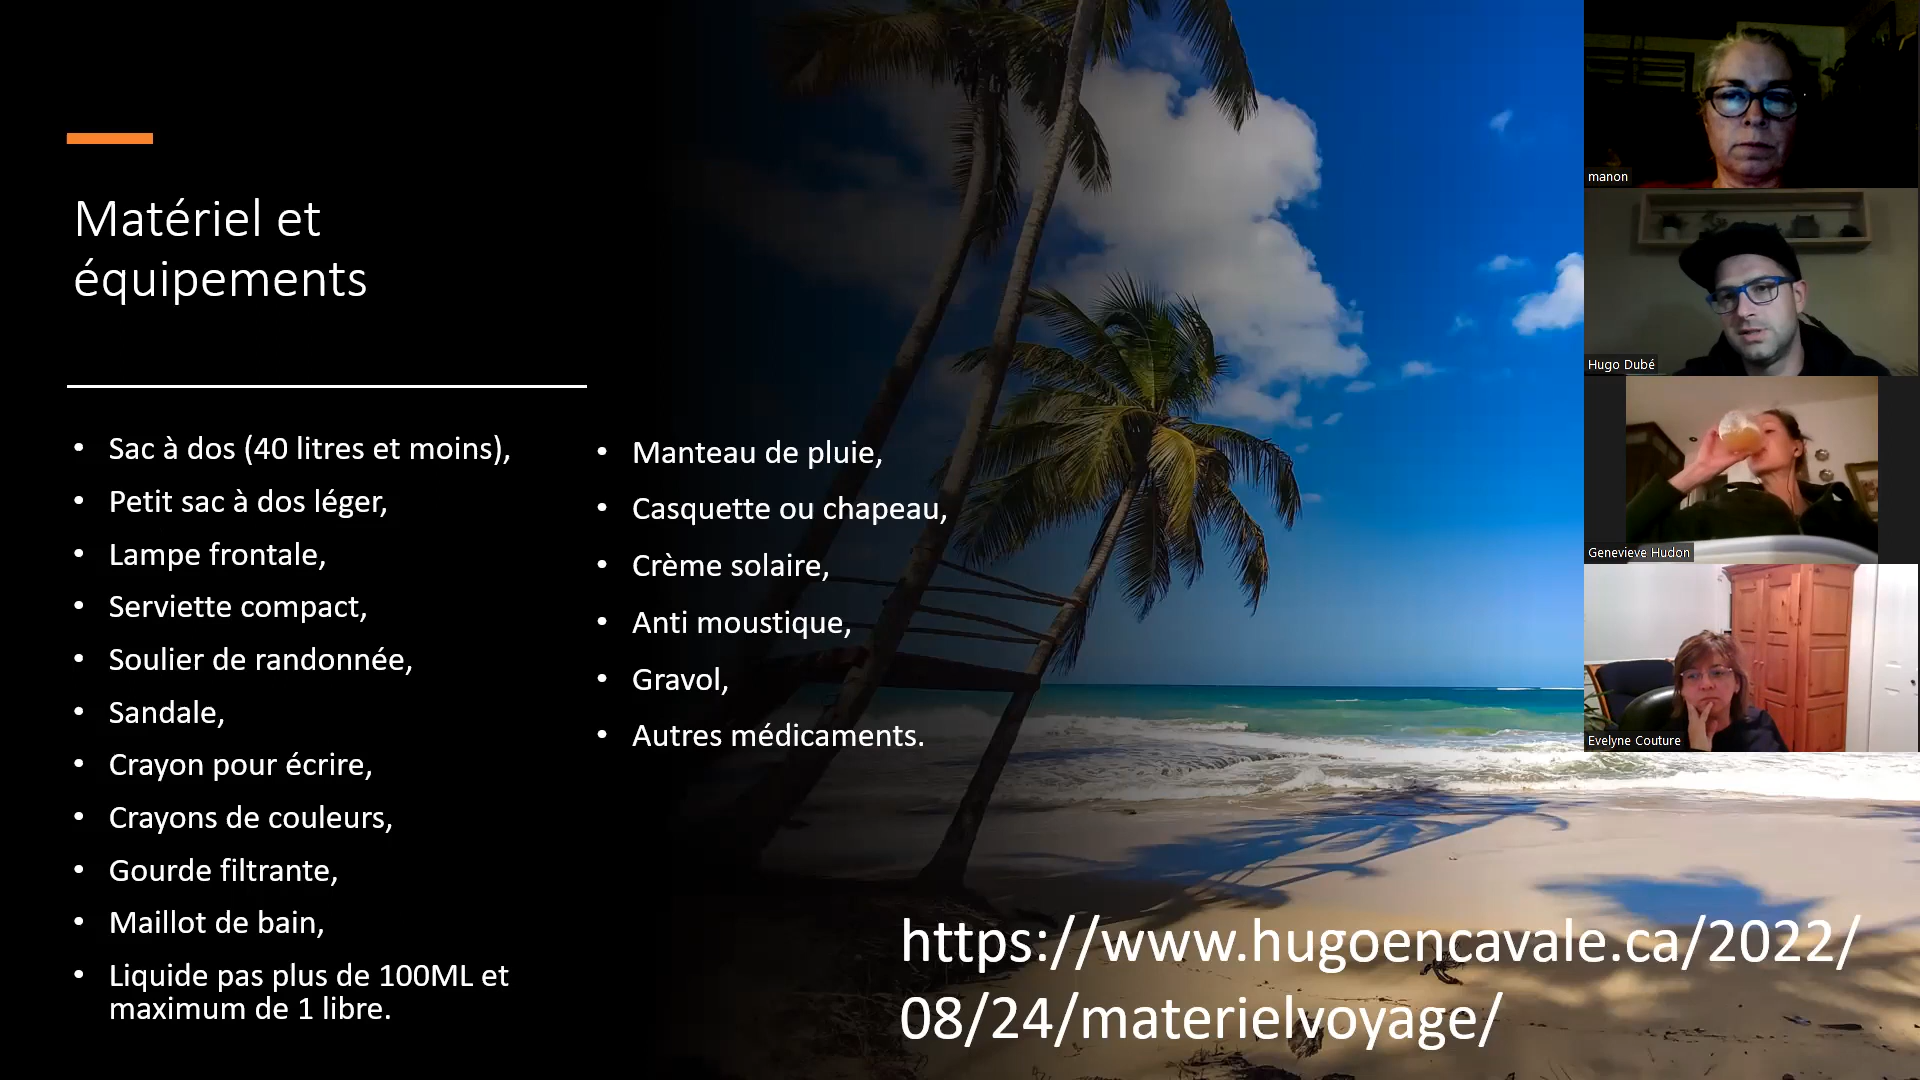 Matériel et
équipements
• Sac à dos (40 litres et moins),
• Petit sac à dos léger,
• Lampe frontale,
• Serviette compact,
• Soulier de randonnée,
• Sandale,
• Crayon pour écrire,
• Crayons de couleurs,
• Gourde filtrante,
• Maillot de bain,
• Liquide pas plus de 100ML et
maximum de 1 libre.
• Manteau de pluie,
• Casquette ou chapeau,
• Crème solaire,
• Anti moustique,
• Gravol,
• Autres médicaments.
https://www.hugoencavale.ca/2022/
08/24/materielvoyage/
manon
Hugo Dubé
Genevieve Hudon
Evelyne Couture